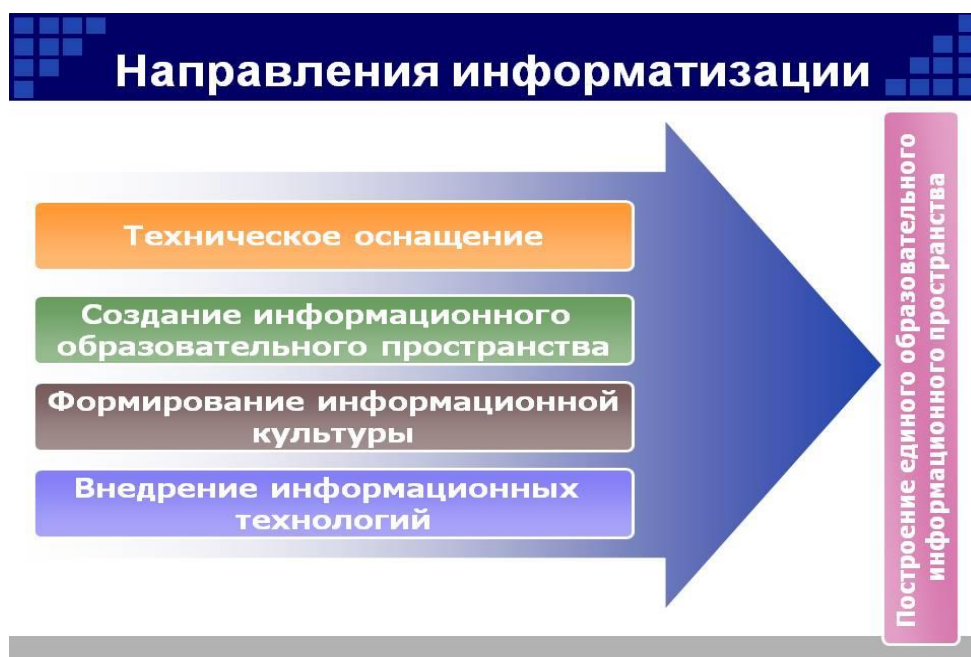 Направления информатизации
Техническое оснащение
Создание информационного
образовательного пространства
Формирование информационной
культуры
Внедрение информационных
технологий
Построение единого образовательного
информационного пространства